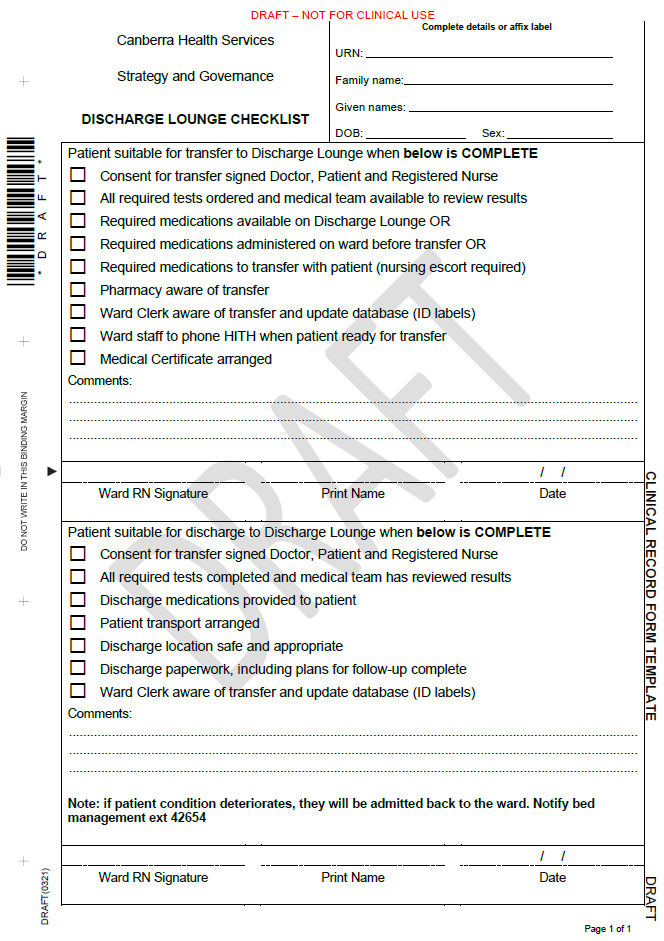 DRAFT – NOT FOR CLINICAL USE
Canberra Health Services
Strategy and Governance
DISCHARGE LOUNGE CHECKLIST
Complete details or affix label
URN:
Family name:
Given names:
DOB: Sex:
Patient suitable for transfer to Discharge Lounge when below is COMPLETE
Consent for transfer signed Doctor, Patient and Registered Nurse
All required tests ordered and medical team available to review results
Required medications available on Discharge Lounge OR
Required medications administered on ward before transfer OR
Required medications to transfer with patient (nursing escort required)
Pharmacy aware of transfer
Ward Clerk aware of transfer and update database (ID labels)
Ward staff to phone HITH when patient ready for transfer
Medical Certificate arranged
Comments:
/ /
Ward RN Signature Print Name Date
Patient suitable for discharge to Discharge Lounge when below is COMPLETE
Consent for transfer signed Doctor, Patient and Registered Nurse
All required tests completed and medical team has reviewed results
Discharge medications provided to patient
Patient transport arranged
Discharge location safe and appropriate
Discharge paperwork, including plans for follow-up complete
Ward Clerk aware of transfer and update database (ID labels)
Comments:
Note: if patient condition deteriorates, they will be admitted back to the ward. Notify bed
management ext 42654
/ /
Ward RN Signature Print Name Date
Page 1 of 1
* D R A F T *
DO NOT WRITE IN THIS BINDING MARGIN
DRAFT(0321)
CLINICAL RECORD FORM TEMPLATE
DRAFT
DRAFT